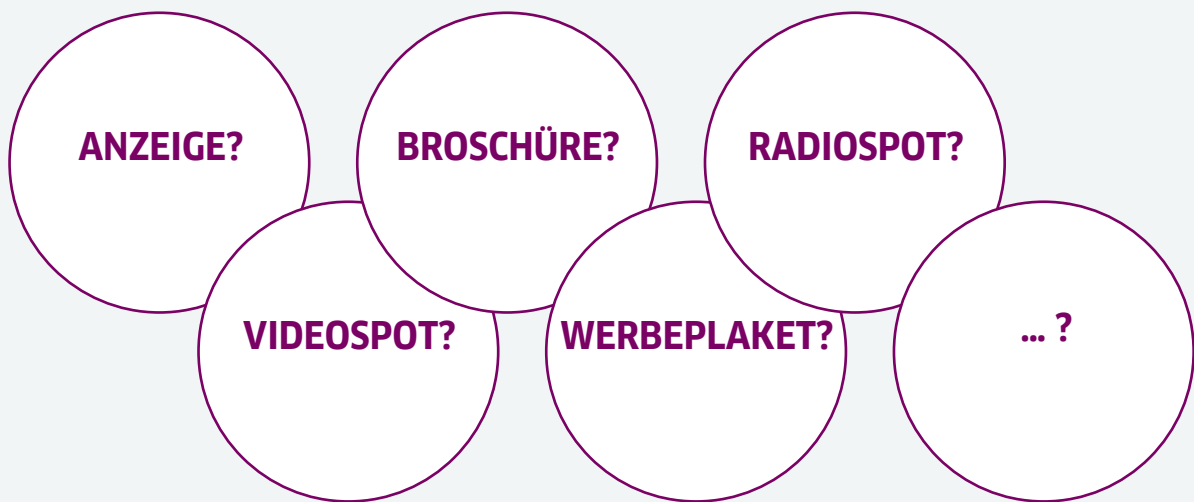 ANZEIGE?
BROSCHÜRE?
RADIOSPOT?
VIDEOSPOT?
WERBEPLAKET?
... ?